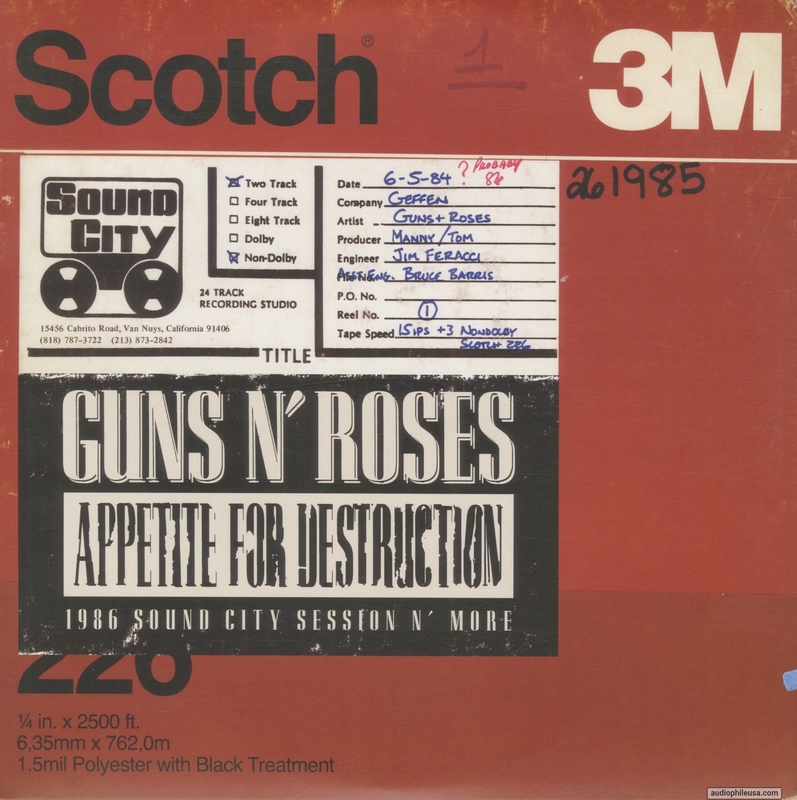 Scotch®
1
3M
Sound City
24 TRACK
RECORDING STUDIO
15456 Cabrito Road, Van Nuys, California 91406
(818) 787-3722 (213) 873-2842
☒ Two Track
☐ Four Track
☐ Eight Track
☐ Dolby
☒ Non-Dolby
Date 6-5-84 ? PROBABLY 86
Company GEFFEN
Artist GUNS + ROSES
Producer MANNY/TOM
Engineer JIM FERACCI
ASST. ENG. BRUCE BARRIS
P.O. No.
Reel No. 1
Tape Speed 15 IPS +3 NONDOLBY
SCOTCH 226
TITLE
26 1985
GUNS N' ROSES
APPETITE FOR DESTRUCTION
1986 SOUND CITY SESSION N' MORE
226
¼ in. x 2500 ft.
6,35mm x 762,0m
1.5mil Polyester with Black Treatment
audiophileusa.com